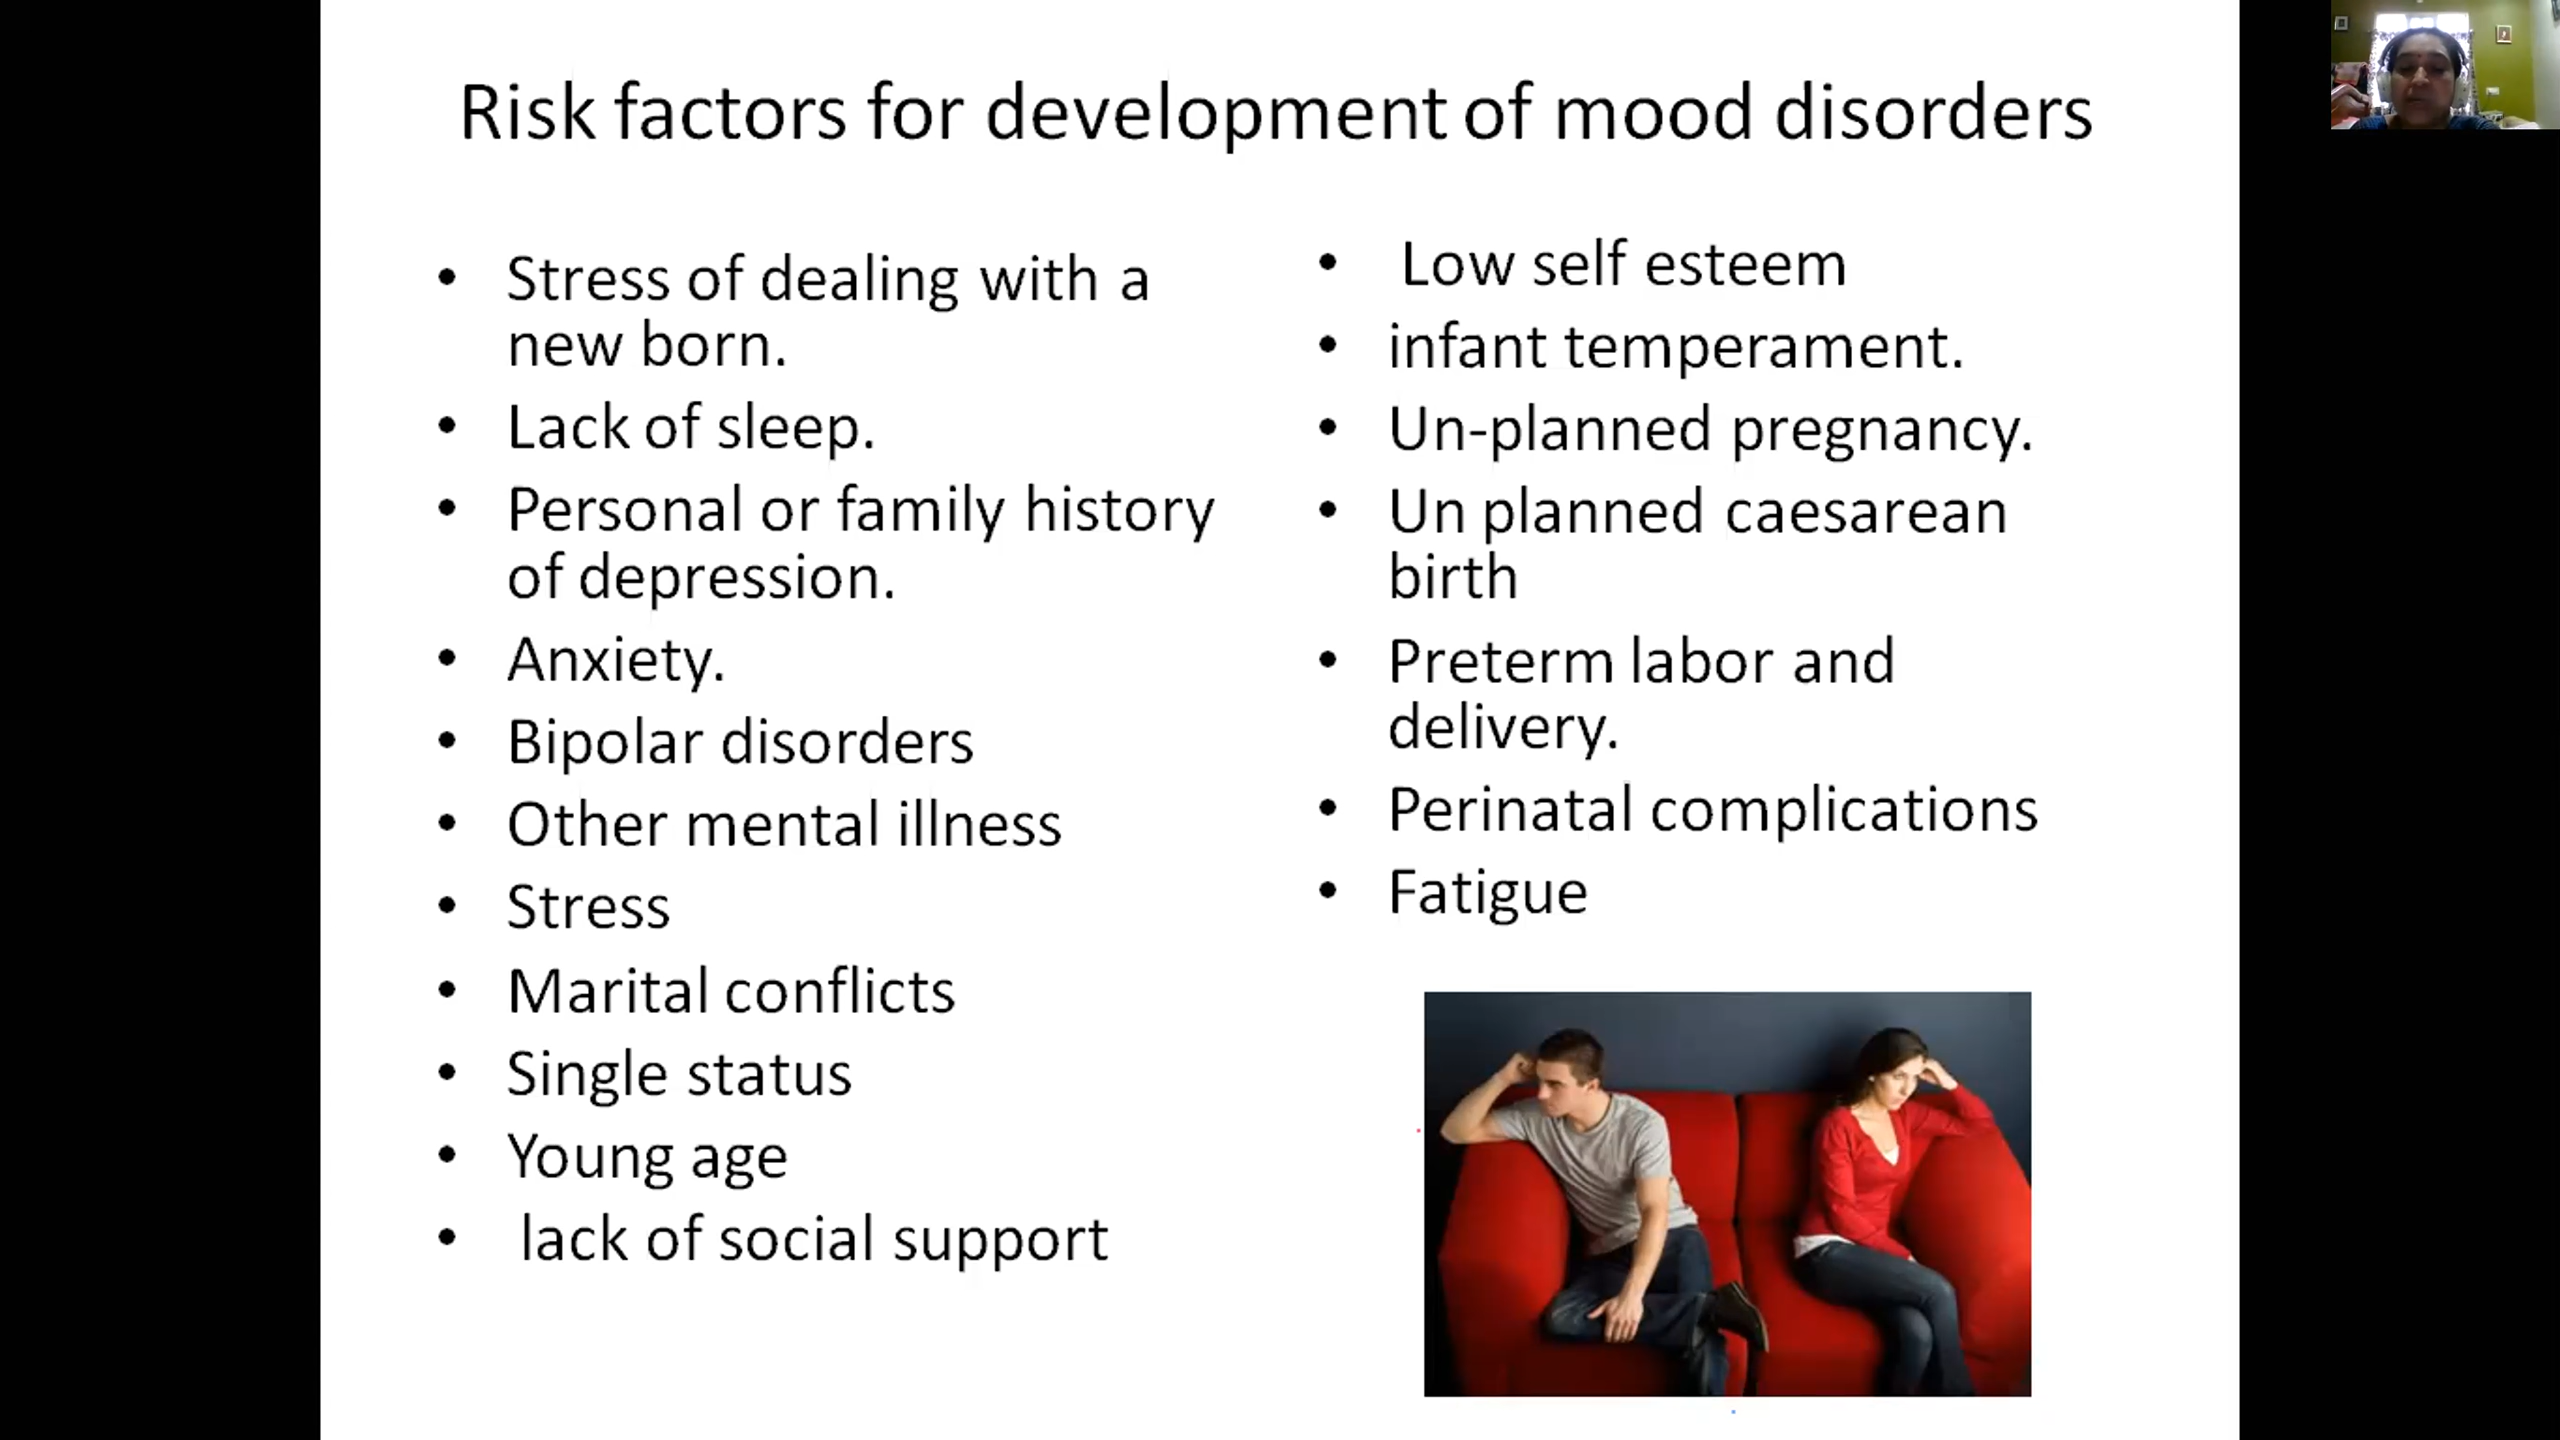 Risk factors for development of mood disorders
• Stress of dealing with a
new born.
• Lack of sleep.
• Personal or family history
of depression.
• Anxiety.
• Bipolar disorders
• Other mental illness
• Stress
• Marital conflicts
• Single status
• Young age
• lack of social support
• Low self esteem
• infant temperament.
• Un-planned pregnancy.
• Un planned caesarean
birth
• Preterm labor and
delivery.
• Perinatal complications
• Fatigue